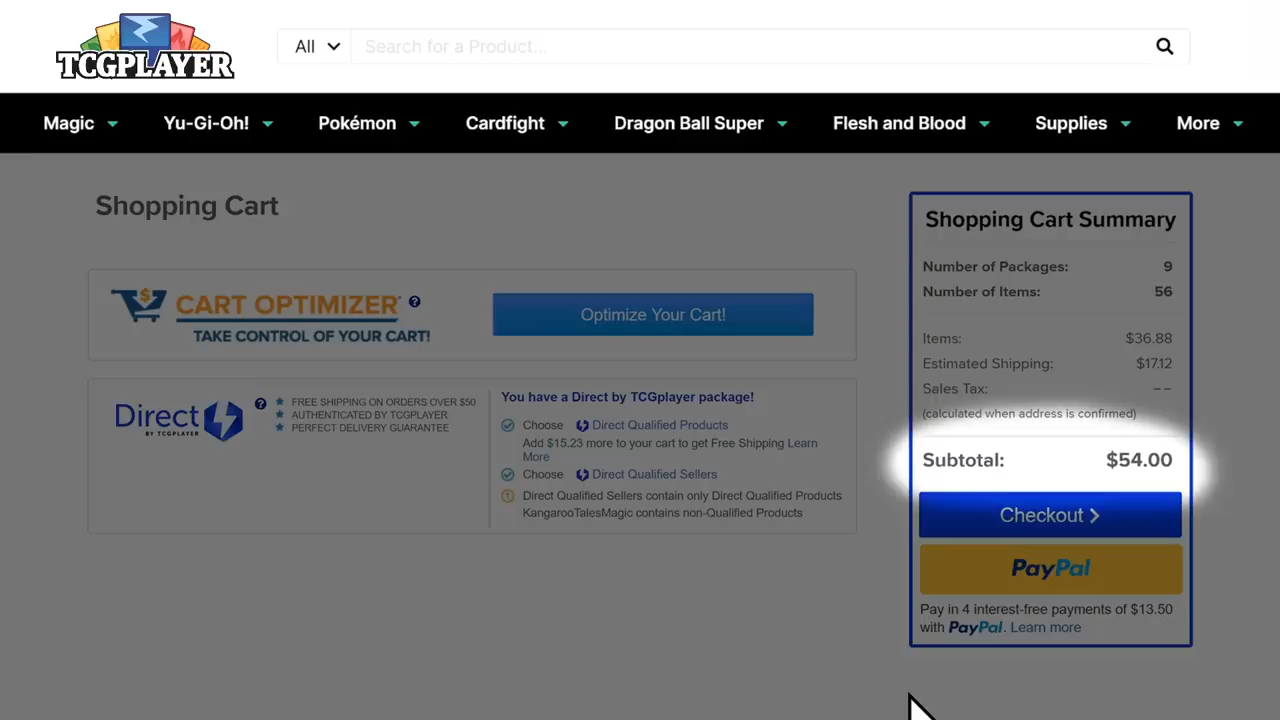 TCGPLAYER
All
Search for a Product...
Magic
Yu-Gi-Oh!
Pokémon
Cardfight
Dragon Ball Super
Flesh and Blood
Supplies
More
Shopping Cart
CART OPTIMIZER
TAKE CONTROL OF YOUR CART!
Optimize Your Cart!
Direct
BY TCGPLAYER
FREE SHIPPING ON ORDERS OVER $50
AUTHENTICATED BY TCGPLAYER
PERFECT DELIVERY GUARANTEE
You have a Direct by TCGplayer package!
Choose Direct Qualified Products
Add $15.23 more to your cart to get Free Shipping Learn
More
Choose Direct Qualified Sellers
Direct Qualified Sellers contain only Direct Qualified Products
KangarooTalesMagic contains non-Qualified Products
Shopping Cart Summary
Number of Packages: 9
Number of Items: 56
Items: $36.88
Estimated Shipping: $17.12
Sales Tax: --
(calculated when address is confirmed)
Subtotal: $54.00
Checkout
PayPal
Pay in 4 interest-free payments of $13.50
with PayPal. Learn more